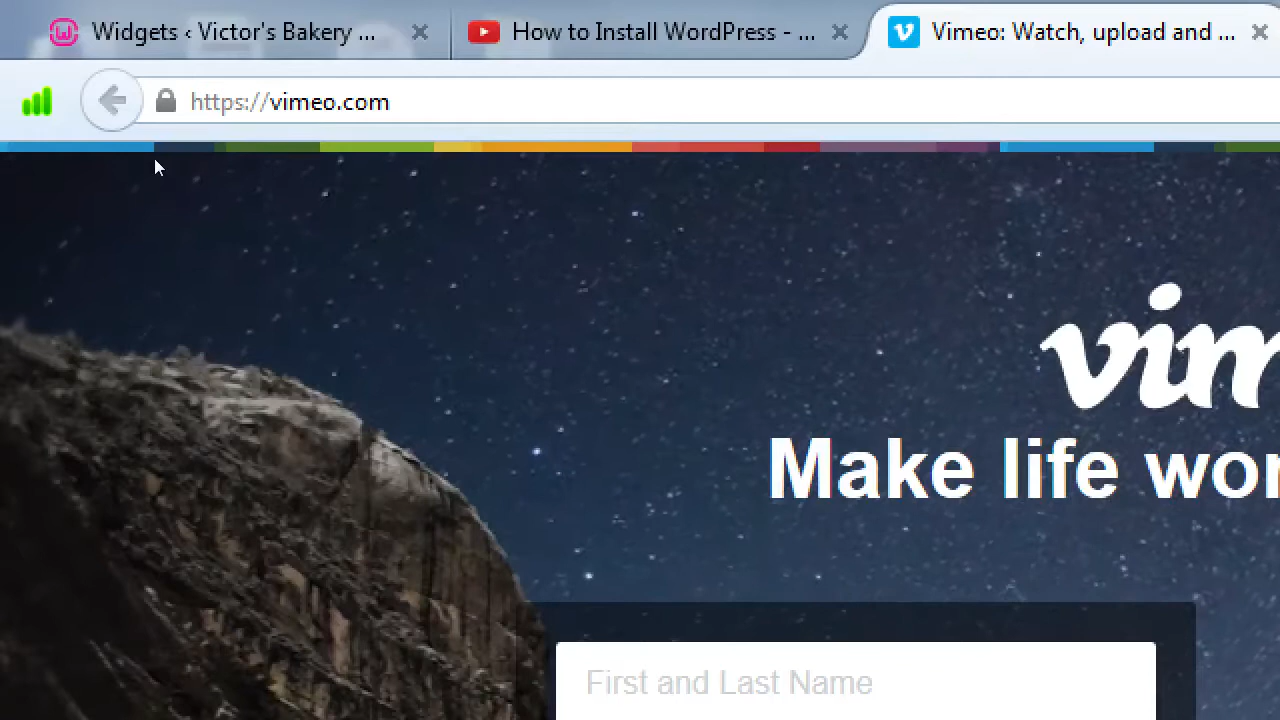 Widgets ‹ Victor's Bakery ...
How to Install WordPress - ...
Vimeo: Watch, upload and ...
https://vimeo.com
vim
Make life wor
First and Last Name